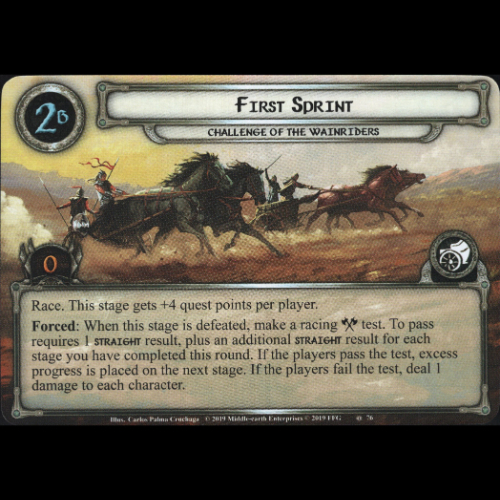 2B
FIRST SPRINT
CHALLENGE OF THE WAINRIDERS
0
Race. This stage gets +4 quest points per player.
Forced: When this stage is defeated, make a racing test. To pass
requires 1 STRAIGHT result, plus an additional STRAIGHT result for each
stage you have completed this round. If the players pass the test, excess
progress is placed on the next stage. If the players fail the test, deal 1
damage to each character.
Illus. Carlos Palma Cruchaga © 2019 Middle-earth Enterprises © 2019 FFG 76